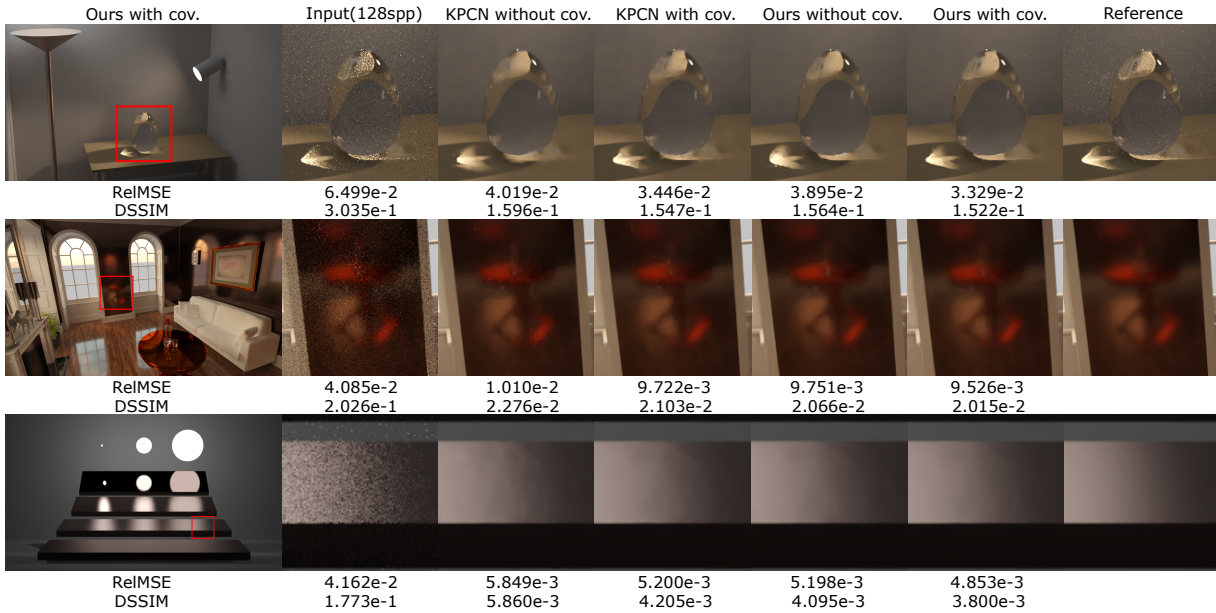 Ours with cov. Input(128spp) KPCN without cov. KPCN with cov. Ours without cov. Ours with cov. Reference
RelMSE 6.499e-2 4.019e-2 3.446e-2 3.895e-2 3.329e-2
DSSIM 3.035e-1 1.596e-1 1.547e-1 1.564e-1 1.522e-1
RelMSE 4.085e-2 1.010e-2 9.722e-3 9.751e-3 9.526e-3
DSSIM 2.026e-1 2.276e-2 2.103e-2 2.066e-2 2.015e-2
RelMSE 4.162e-2 5.849e-3 5.200e-3 5.198e-3 4.853e-3
DSSIM 1.773e-1 5.860e-3 4.205e-3 4.095e-3 3.800e-3